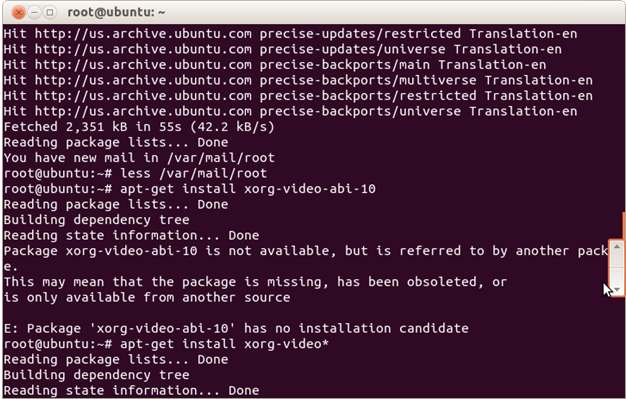 root@ubuntu: ~
Hit http://us.archive.ubuntu.com precise-updates/restricted Translation-en
Hit http://us.archive.ubuntu.com precise-updates/universe Translation-en
Hit http://us.archive.ubuntu.com precise-backports/main Translation-en
Hit http://us.archive.ubuntu.com precise-backports/multiverse Translation-en
Hit http://us.archive.ubuntu.com precise-backports/restricted Translation-en
Hit http://us.archive.ubuntu.com precise-backports/universe Translation-en
Fetched 2,351 kB in 55s (42.2 kB/s)
Reading package lists... Done
You have new mail in /var/mail/root
root@ubuntu:~# less /var/mail/root
root@ubuntu:~# apt-get install xorg-video-abi-10
Reading package lists... Done
Building dependency tree
Reading state information... Done
Package xorg-video-abi-10 is not available, but is referred to by another pack
e.
This may mean that the package is missing, has been obsoleted, or
is only available from another source
E: Package 'xorg-video-abi-10' has no installation candidate
root@ubuntu:~# apt-get install xorg-video*
Reading package lists... Done
Building dependency tree
Reading state information... Done